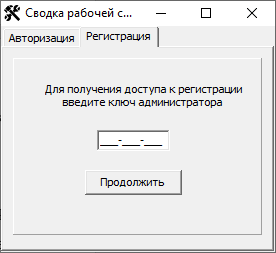 Сводка рабочей с...
Авторизация Регистрация
Для получения доступа к регистрации
введите ключ администратора
___-___-___
Продолжить